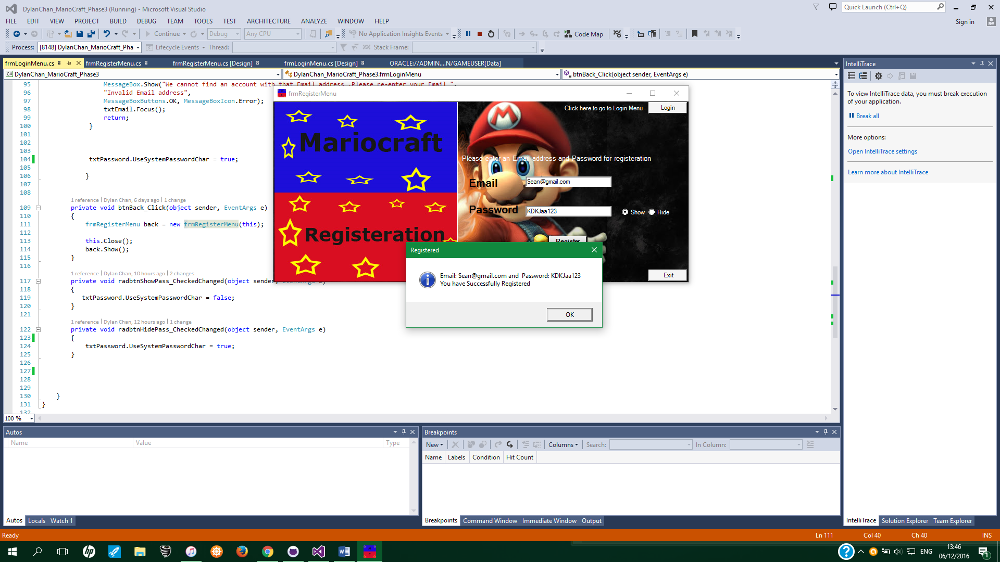 DylanChan_MarioCraft_Phase3 (Running) - Microsoft Visual Studio
Quick Launch (Ctrl+Q)
FILE EDIT VIEW PROJECT BUILD DEBUG TEAM TOOLS TEST ARCHITECTURE ANALYZE WINDOW HELP
Sign in
Continue Debug Any CPU No Application Insights Events Code Map
Process: [8148] DylanChan_MarioCraft_Pha Lifecycle Events Thread: Stack Frame:
frmLoginMenu.cs frmRegisterMenu.cs frmRegisterMenu.cs [Design] frmLoginMenu.cs [Design] ORACLE://ADMIN....N/GAMEUSER[Data]
C# DylanChan_MarioCraft_Phase3 DylanChan_MarioCraft_Phase3.frmLoginMenu btnBack_Click(object sender, EventArgs e)
95 MessageBox.Show("We cannot find an account with that Email address .Please re-enter your Email ",
96 "Invalid Email address",
97 MessageBoxButtons.OK, MessageBoxIcon.Error);
98 txtEmail.Focus();
99 return;
100 }
101
102
103
104 txtPassword.UseSystemPasswordChar = true;
105
106 }
107
108
1 reference | Dylan Chan, 6 days ago | 1 change
109 private void btnBack_Click(object sender, EventArgs e)
110 {
111 frmRegisterMenu back = new frmRegisterMenu(this);
112
113 this.Close();
114 back.Show();
115 }
116
1 reference | Dylan Chan, 10 hours ago | 2 changes
117 private void radbtnShowPass_CheckedChanged(object sender, EventArgs e)
118 {
119 txtPassword.UseSystemPasswordChar = false;
120 }
121
1 reference | Dylan Chan, 12 hours ago | 1 change
122 private void radbtnHidePass_CheckedChanged(object sender, EventArgs e)
123 {
124 txtPassword.UseSystemPasswordChar = true;
125 }
126
127
128
129
130 }
131 }
132
100 %
frmRegisterMenu
Mariocraft
Registeration
M
Click here to go to Login Menu Login
Please enter an Email address and Password for registeration
Email Sean@gmail.com
Password KDKJaa123 Show Hide
Register
Exit
Registered
Email: Sean@gmail.com and Password: KDKJaa123
You have Successfully Registered
OK
IntelliTrace
To view IntelliTrace data, you must break execution
of your application.
Break all
More options:
Open IntelliTrace settings
Learn more about IntelliTrace
Autos
Name Value Type
Autos Locals Watch 1
Breakpoints
New Columns Search: In Column:
Name Labels Condition Hit Count
Breakpoints Command Window Immediate Window Output
IntelliTrace Solution Explorer Team Explorer
Ready Ln 111 Col 40 Ch 40 INS
hp
W
?
ENG
13:46
06/12/2016
1